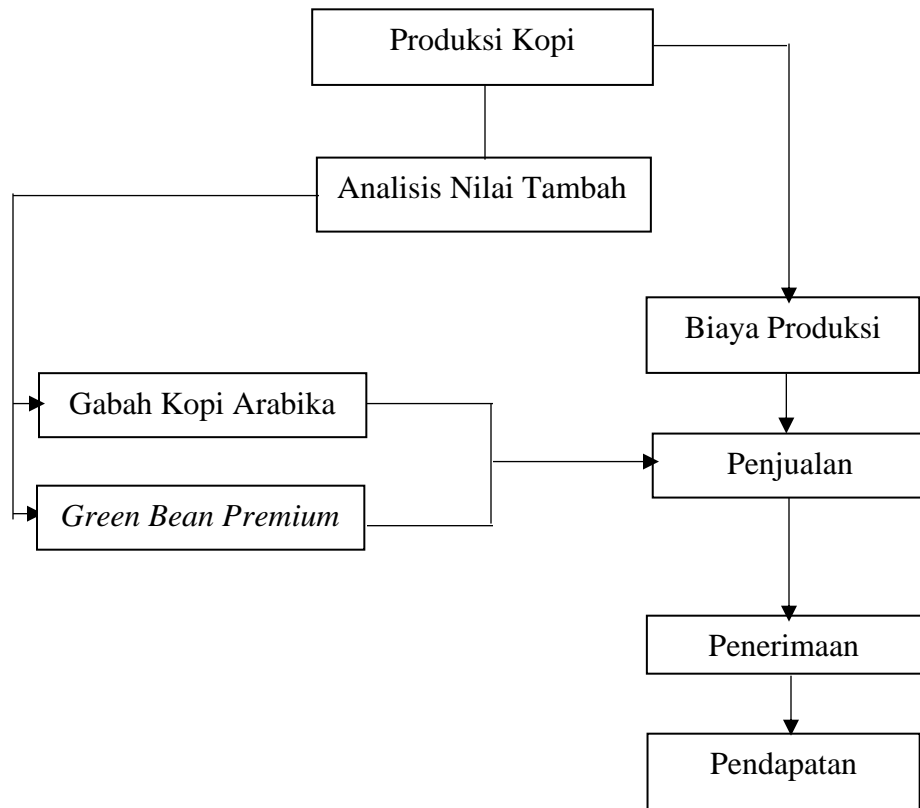 Produksi Kopi
Analisis Nilai Tambah
Biaya Produksi
Gabah Kopi Arabika
Penjualan
Green Bean Premium
Penerimaan
Pendapatan